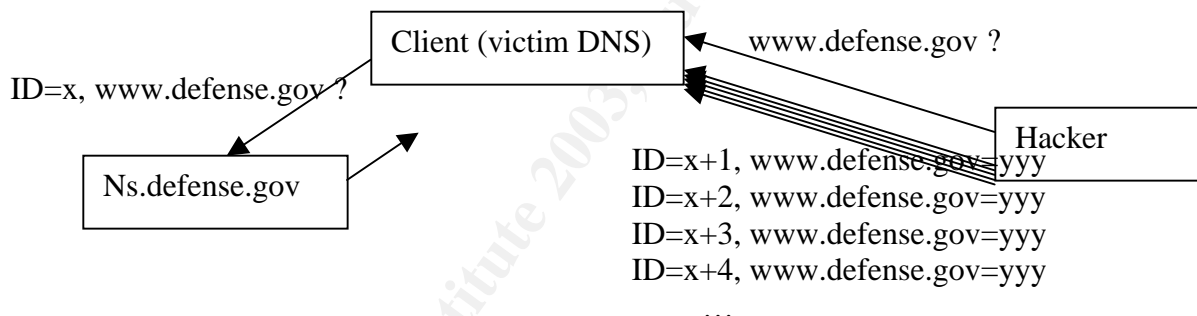 Client (victim DNS)
www.defense.gov ?
ID=x, www.defense.gov ?
Hacker
Ns.defense.gov
ID=x+1, www.defense.gov=yyy
ID=x+2, www.defense.gov=yyy
ID=x+3, www.defense.gov=yyy
ID=x+4, www.defense.gov=yyy
...
stitute 2003,